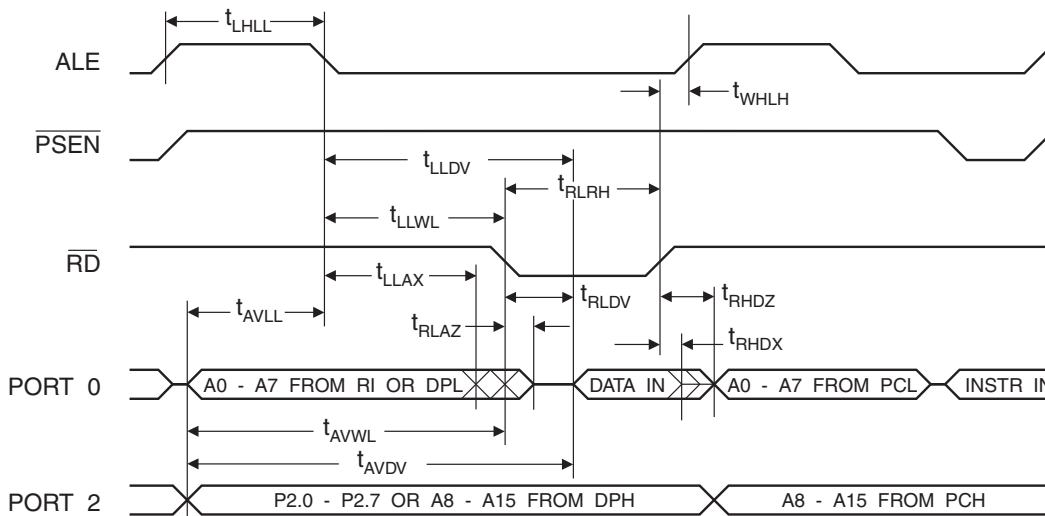 tLHLL
ALE
tWHLH
PSEN
tLLDV
tRLRH
tLLWL
RD
tLLAX
tRLDV
tRHDZ
tAVLL
tRLAZ
tRHDX
PORT 0
A0 - A7 FROM RI OR DPL
DATA IN
A0 - A7 FROM PCL
INSTR IN
tAVWL
tAVDV
PORT 2
P2.0 - P2.7 OR A8 - A15 FROM DPH
A8 - A15 FROM PCH